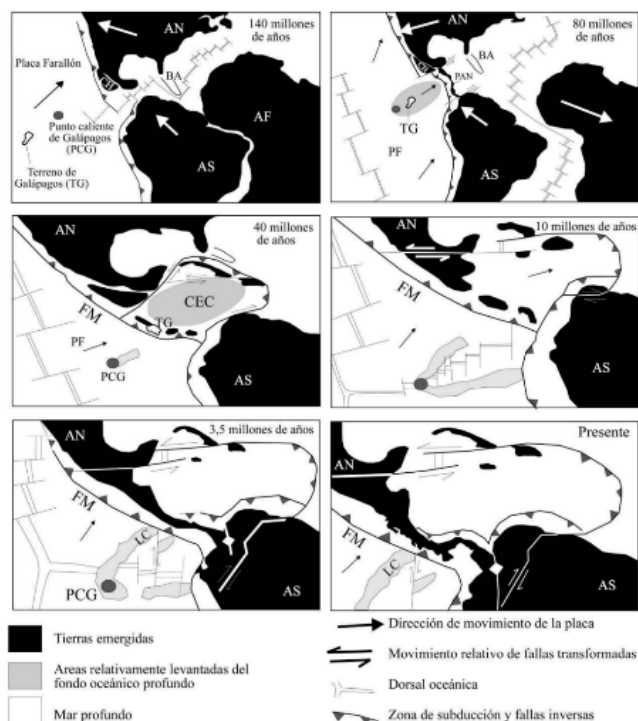 AN
140 millones
de años
Placa Farallón
CH
BA
AF
Punto caliente
de Galápagos
(PCG)
AS
Terreno de
Galápagos (TG)
AN
80 millones
de años
BA
PAN
TG
PF
AS
AN
40 millones
de años
CEC
FM
TG
PF
PCG
AS
10 millones de años
FM
AS
3,5 millones de años
AN
FM
LC
PCG
AS
Presente
AN
FM
LC
AS
Tierras emergidas
Areas relativamente levantadas del
fondo oceánico profundo
Mar profundo
Dirección de movimiento de la placa
Movimiento relativo de fallas transformadas
Dorsal oceánica
Zona de subducción y fallas inversas